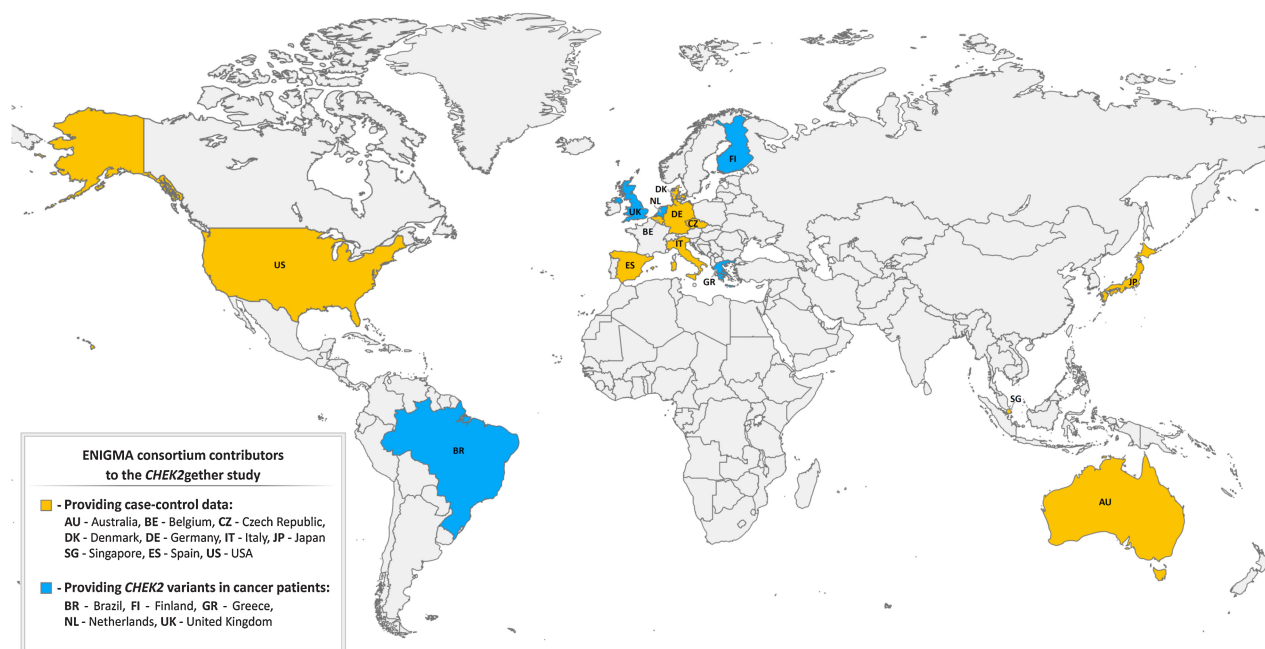 DK
FI
NL
UK
DE
CZ
BE
IT
US
ES
GR
JP
SG
BR
AU
ENIGMA consortium contributors
to the CHEK2gether study
- Providing case-control data:
AU - Australia, BE - Belgium, CZ - Czech Republic,
DK - Denmark, DE - Germany, IT - Italy, JP - Japan
SG - Singapore, ES - Spain, US - USA
- Providing CHEK2 variants in cancer patients:
BR - Brazil, FI - Finland, GR - Greece,
NL - Netherlands, UK - United Kingdom